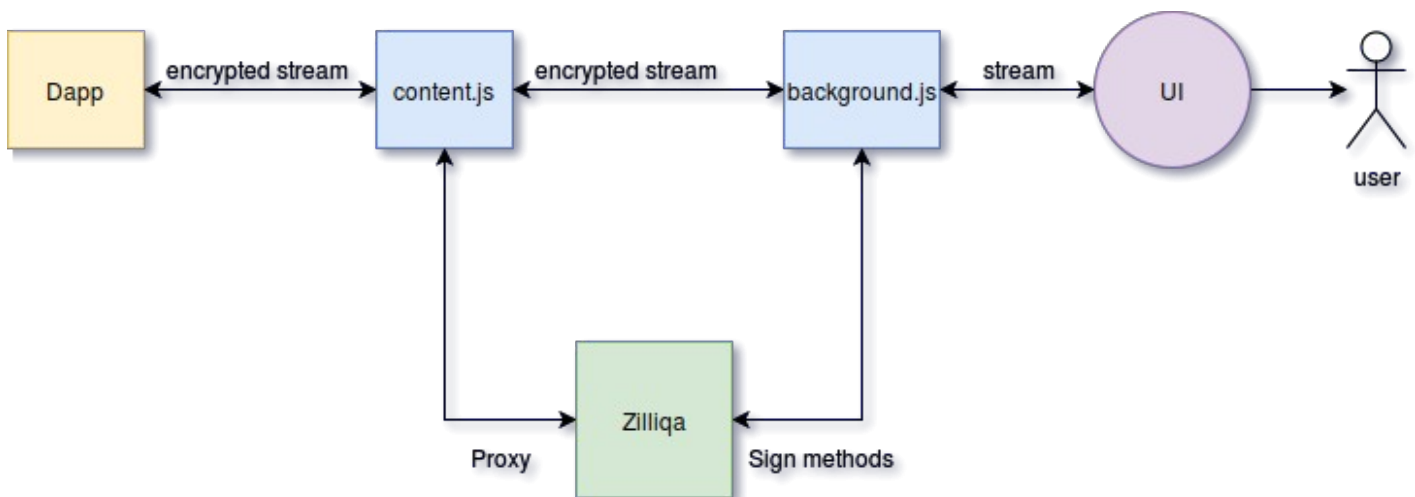 Dapp
encrypted stream
content.js
encrypted stream
background.js
stream
UI
user
Zilliqa
Proxy
Sign methods